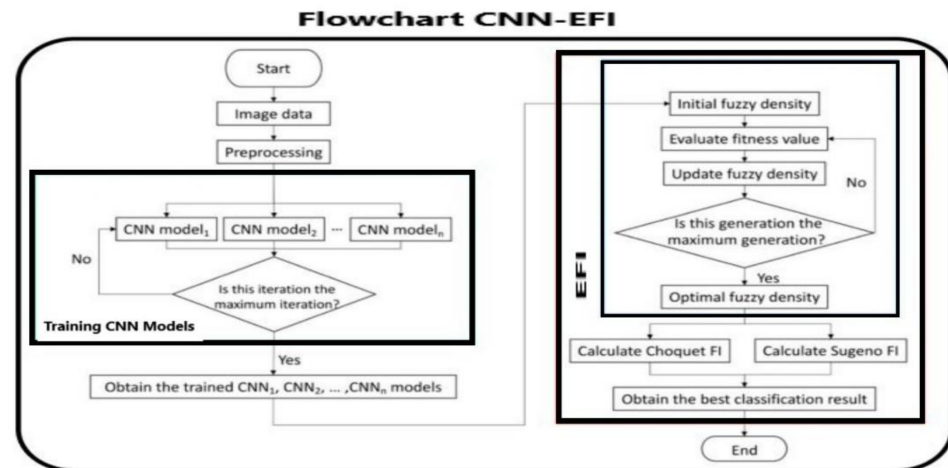 Flowchart CNN-EFI
Start
Image data
Preprocessing
CNN model₁
CNN model₂
...
CNN modelₙ
No
Is this iteration the
maximum iteration?
Training CNN Models
Yes
Obtain the trained CNN₁, CNN₂, ... ,CNNₙ models
Initial fuzzy density
Evaluate fitness value
Update fuzzy density
No
Is this generation the
maximum generation?
Yes
EFI
Optimal fuzzy density
Calculate Choquet FI
Calculate Sugeno FI
Obtain the best classification result
End